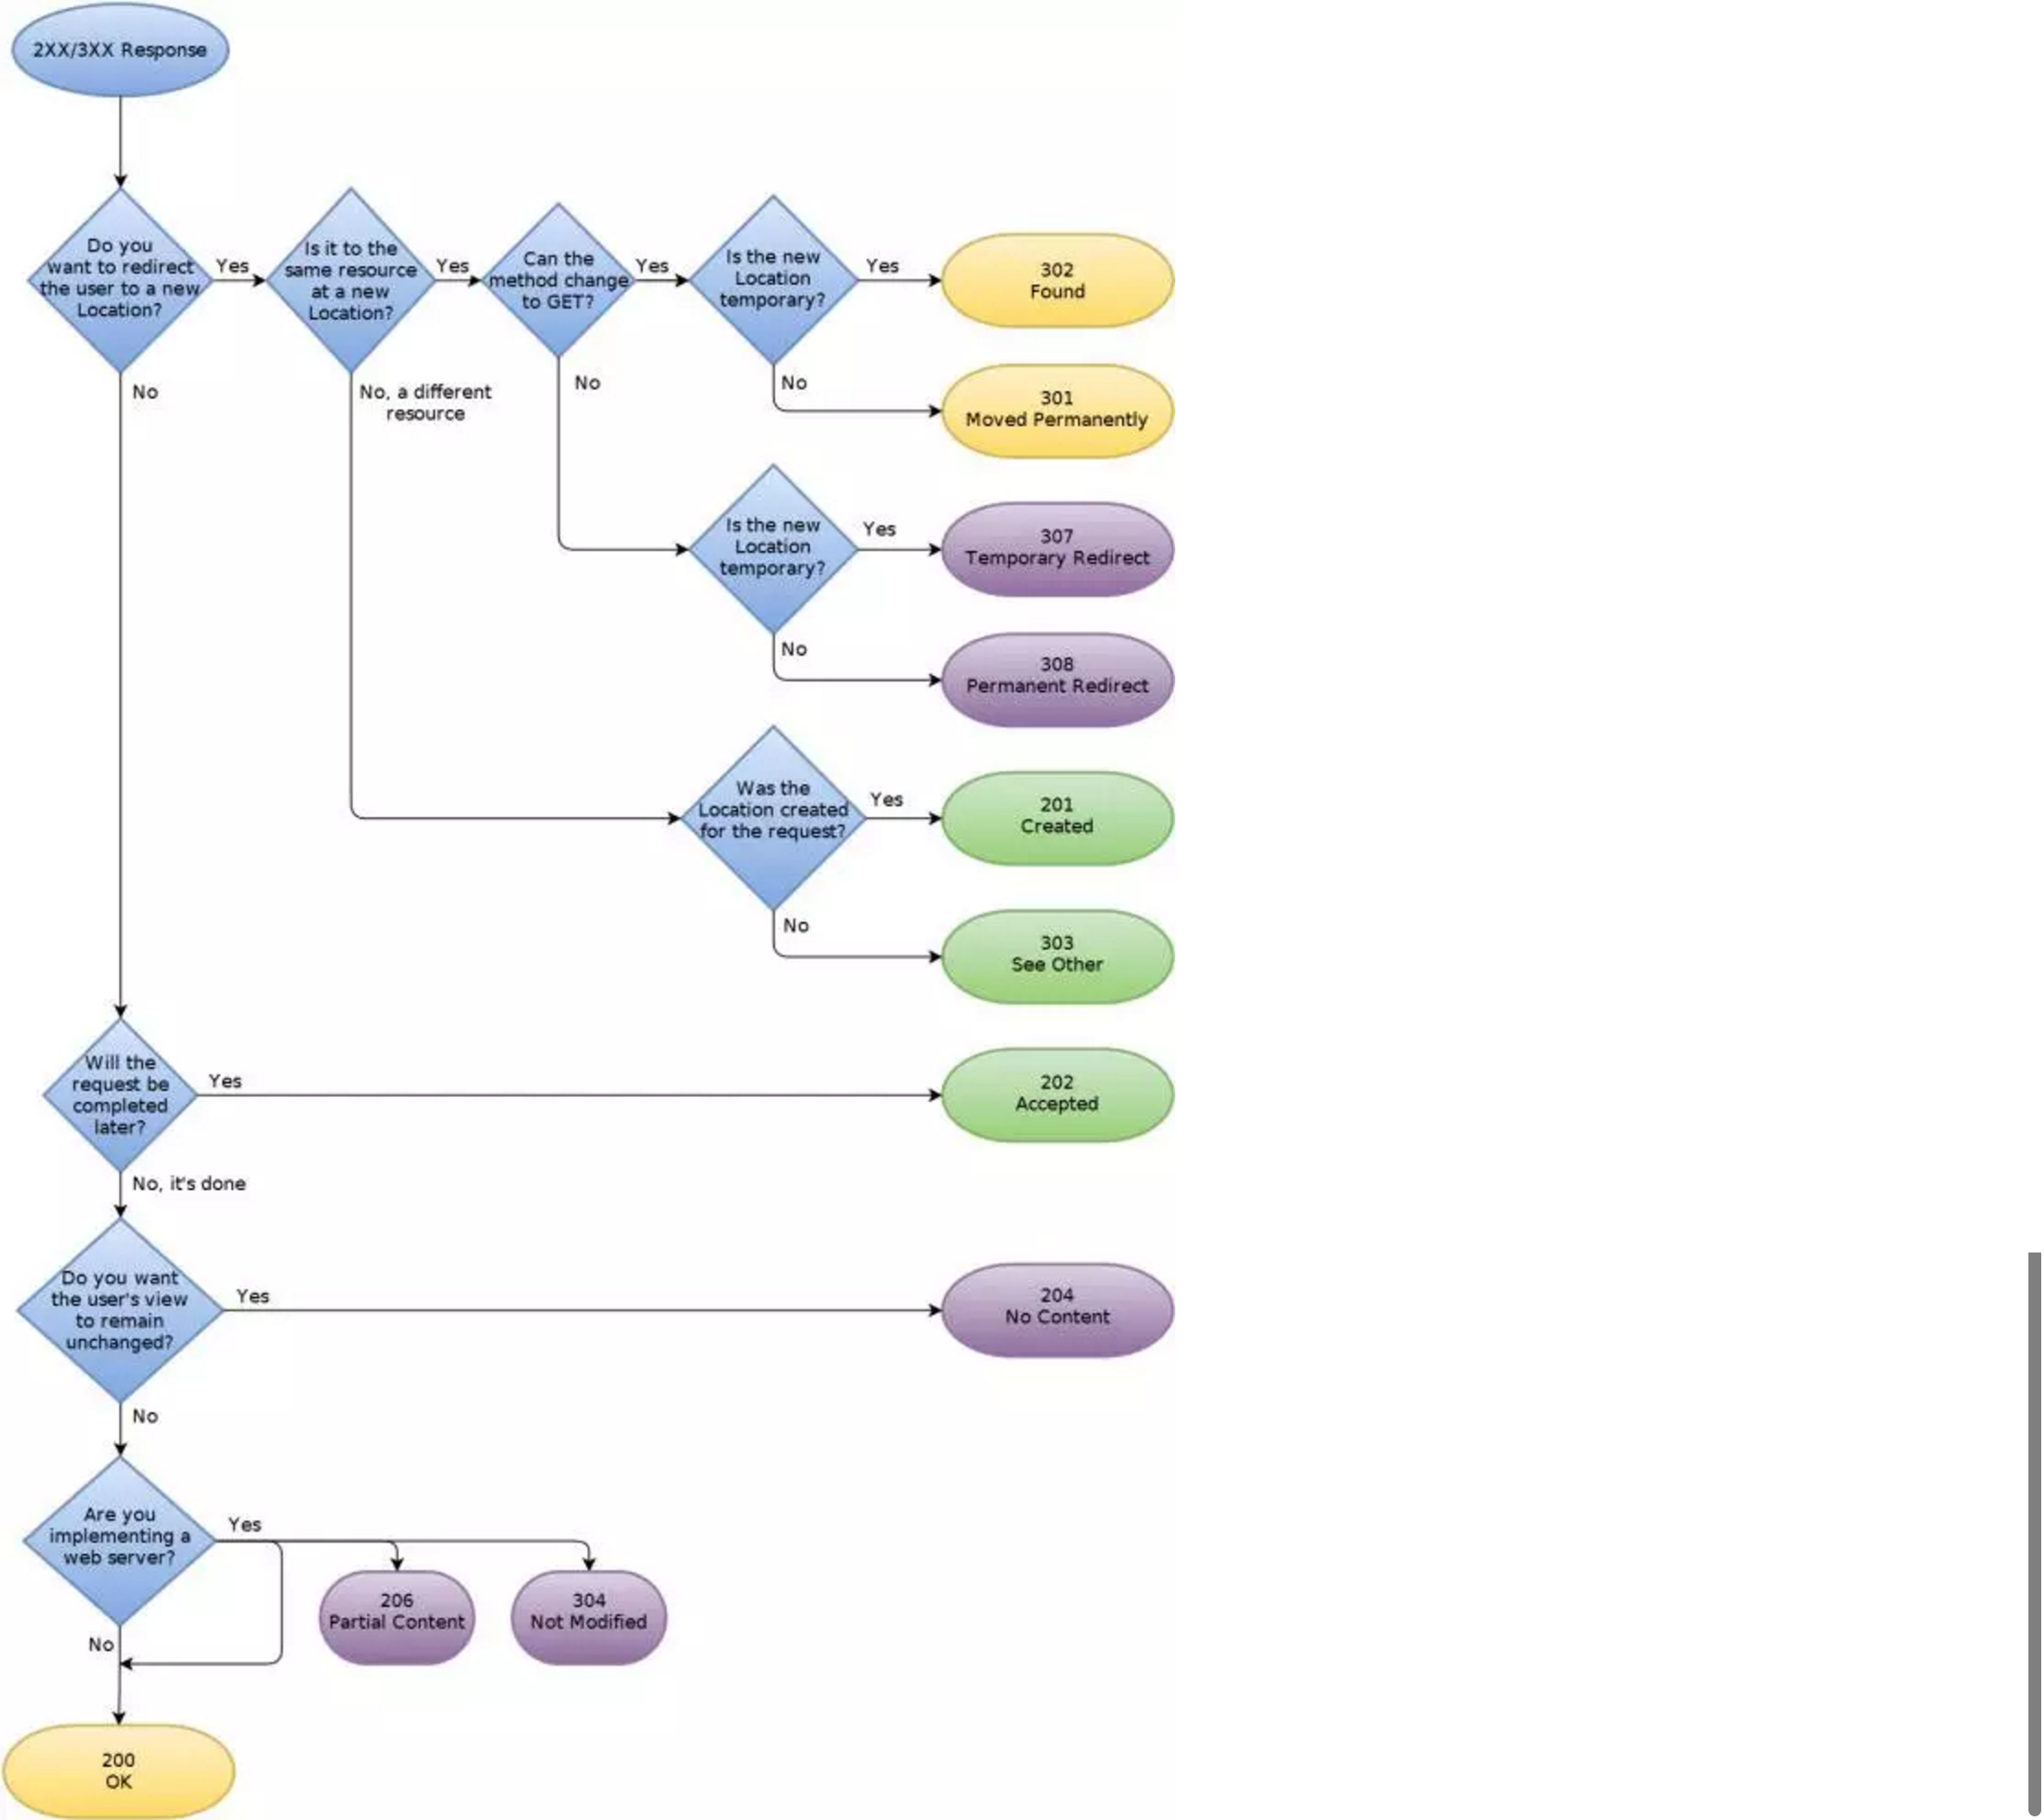 2XX/3XX Response
Do you
want to redirect
the user to a new
Location?
Yes
Is it to the
same resource
at a new
Location?
Yes
Can the
method change
to GET?
Yes
Is the new
Location
temporary?
Yes
302
Found
No
No, a different
resource
No
No
301
Moved Permanently
Is the new
Location
temporary?
Yes
307
Temporary Redirect
No
308
Permanent Redirect
Was the
Location created
for the request?
Yes
201
Created
No
303
See Other
Will the
request be
completed
later?
Yes
202
Accepted
No, it's done
Do you want
the user's view
to remain
unchanged?
Yes
204
No Content
No
Are you
implementing a
web server?
Yes
206
Partial Content
304
Not Modified
No
200
OK